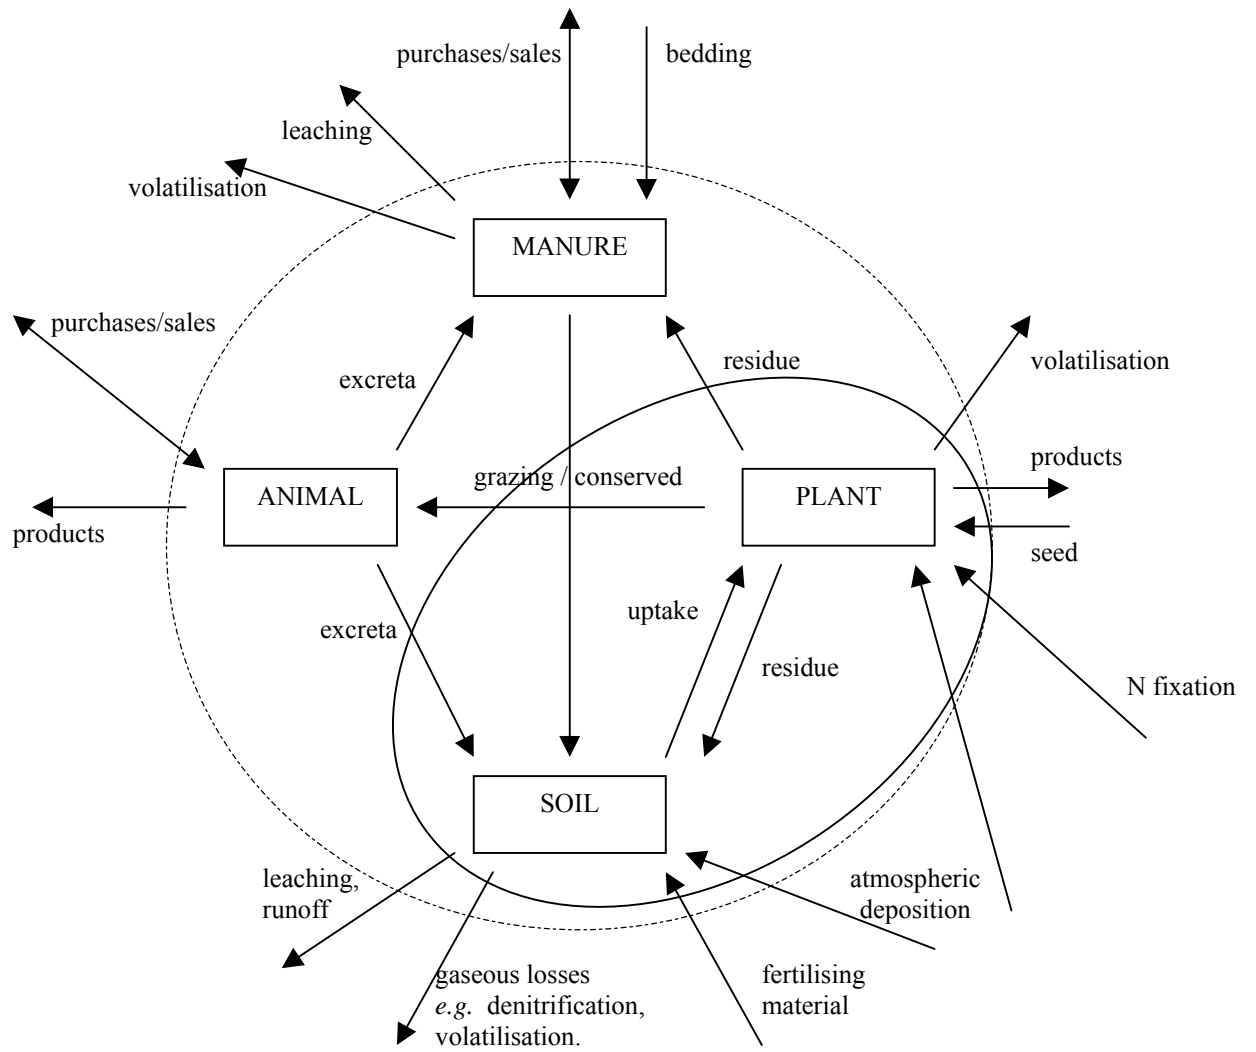 purchases/sales
bedding
leaching
volatilisation
MANURE
purchases/sales
excreta
residue
volatilisation
ANIMAL
grazing / conserved
PLANT
products
products
seed
excreta
uptake
residue
N fixation
SOIL
leaching,
runoff
atmospheric
deposition
gaseous losses
e.g. denitrification,
volatilisation.
fertilising
material